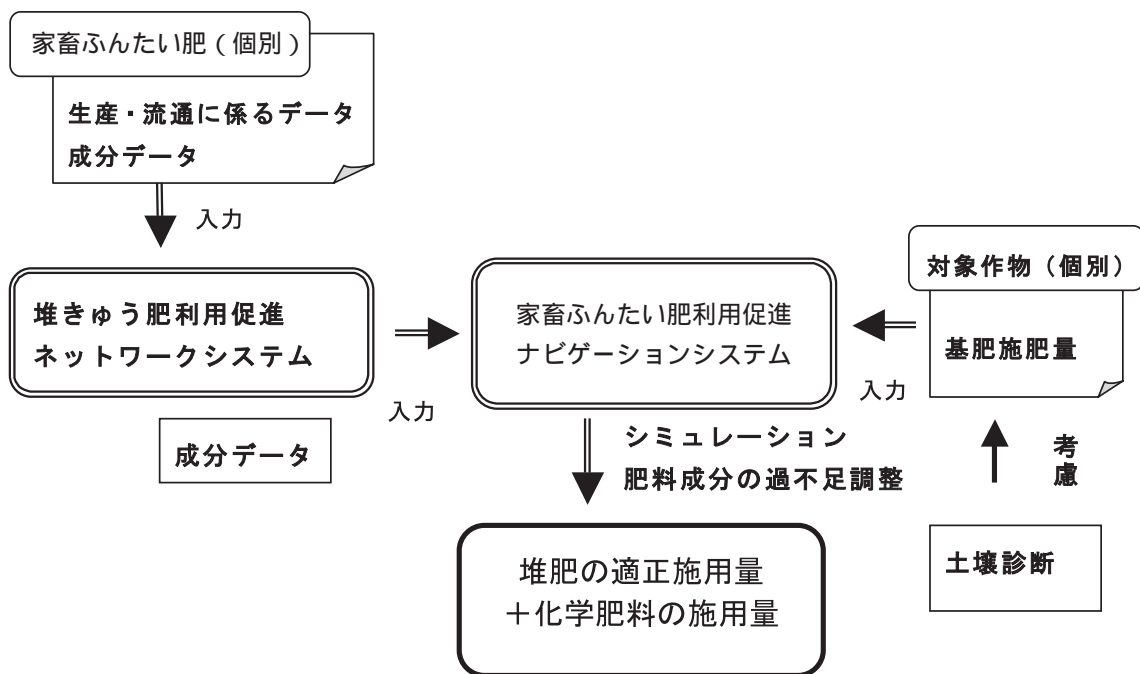 家畜ふんたい肥（個別）
生産・流通に係るデータ
成分データ
入力
堆きゅう肥利用促進
ネットワークシステム
成分データ
入力
家畜ふんたい肥利用促進
ナビゲーションシステム
対象作物（個別）
基肥施肥量
入力
考慮
土壌診断
シミュレーション
肥料成分の過不足調整
堆肥の適正施用量
＋化学肥料の施用量